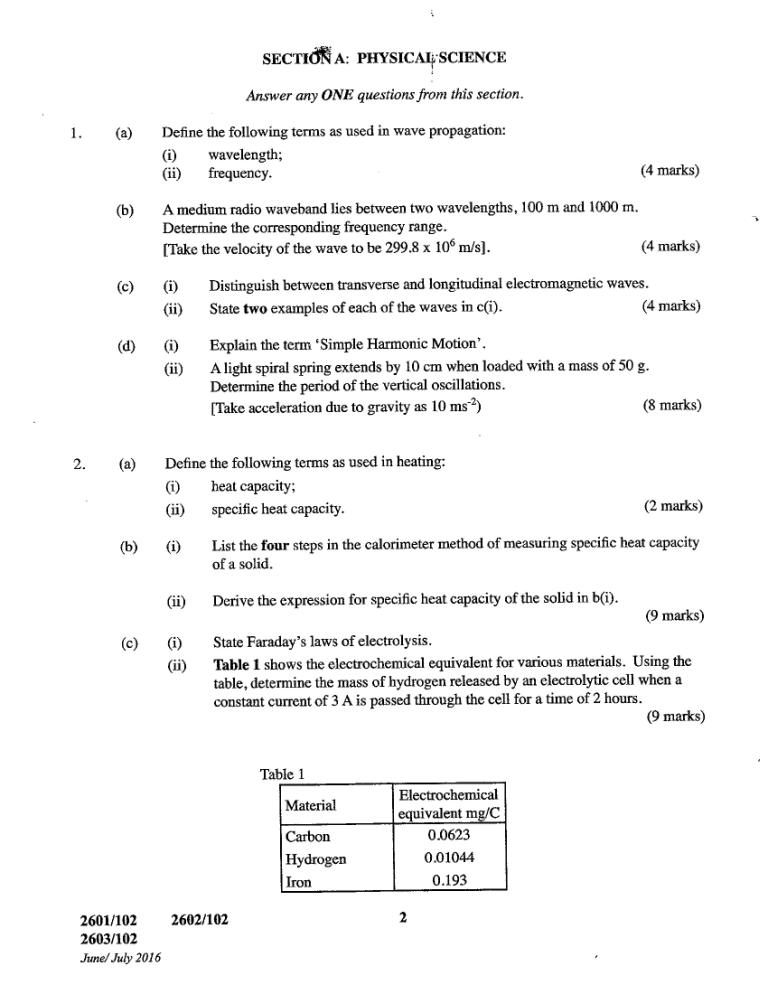 SECTION A: PHYSICAL SCIENCE
Answer any ONE questions from this section.
1. (a) Define the following terms as used in wave propagation:
(i) wavelength;
(ii) frequency. (4 marks)
(b) A medium radio waveband lies between two wavelengths, 100 m and 1000 m.
Determine the corresponding frequency range.
[Take the velocity of the wave to be 299.8 x 10⁶ m/s]. (4 marks)
(c) (i) Distinguish between transverse and longitudinal electromagnetic waves.
(ii) State two examples of each of the waves in c(i). (4 marks)
(d) (i) Explain the term ‘Simple Harmonic Motion’.
(ii) A light spiral spring extends by 10 cm when loaded with a mass of 50 g.
Determine the period of the vertical oscillations.
[Take acceleration due to gravity as 10 ms⁻²) (8 marks)
2. (a) Define the following terms as used in heating:
(i) heat capacity;
(ii) specific heat capacity. (2 marks)
(b) (i) List the four steps in the calorimeter method of measuring specific heat capacity
of a solid.
(ii) Derive the expression for specific heat capacity of the solid in b(i).
(9 marks)
(c) (i) State Faraday's laws of electrolysis.
(ii) Table 1 shows the electrochemical equivalent for various materials. Using the
table, determine the mass of hydrogen released by an electrolytic cell when a
constant current of 3 A is passed through the cell for a time of 2 hours.
(9 marks)
Table 1
Material Electrochemical
equivalent mg/C
Carbon 0.0623
Hydrogen 0.01044
Iron 0.193
2601/102 2602/102 2
2603/102
June/July 2016